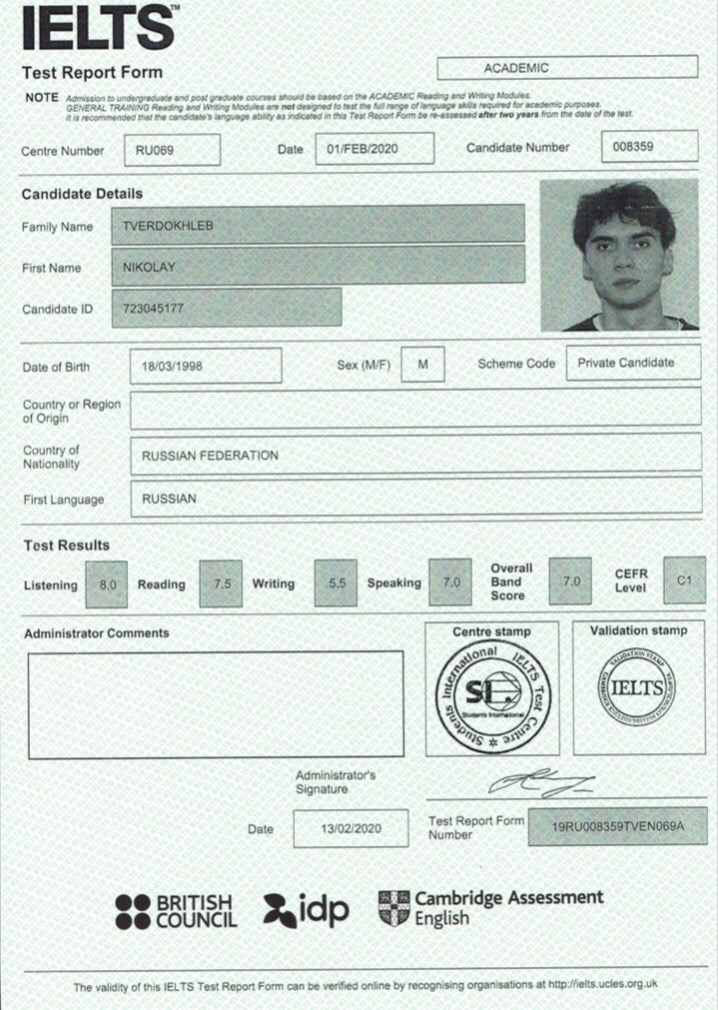 IELTS™
Test Report Form
ACADEMIC
NOTE Admission to undergraduate and post graduate courses should be based on the ACADEMIC Reading and Writing Modules.
GENERAL TRAINING Reading and Writing Modules are not designed to test the full range of language skills required for academic purposes.
It is recommended that the candidate's language ability as indicated in this Test Report Form be re-assessed after two years from the date of the test.
Centre Number RU069 Date 01/FEB/2020 Candidate Number 008359
Candidate Details
Family Name TVERDOKHLEB
First Name NIKOLAY
Candidate ID 723045177
Date of Birth 18/03/1998 Sex (M/F) M Scheme Code Private Candidate
Country or Region
of Origin
Country of
Nationality RUSSIAN FEDERATION
First Language RUSSIAN
Test Results
Listening 8.0 Reading 7.5 Writing 5.5 Speaking 7.0 Overall Band Score 7.0 CEFR Level C1
Administrator Comments
Centre stamp
Students International IELTS Test Centre
SI
Students International
Validation stamp
VALIDATION STAMP
IELTS
Administrator's
Signature
Date 13/02/2020
Test Report Form
Number 19RU008359TVEN069A
BRITISH
COUNCIL
idp
Cambridge Assessment
English
The validity of this IELTS Test Report Form can be verified online by recognising organisations at http://ielts.ucles.org.uk